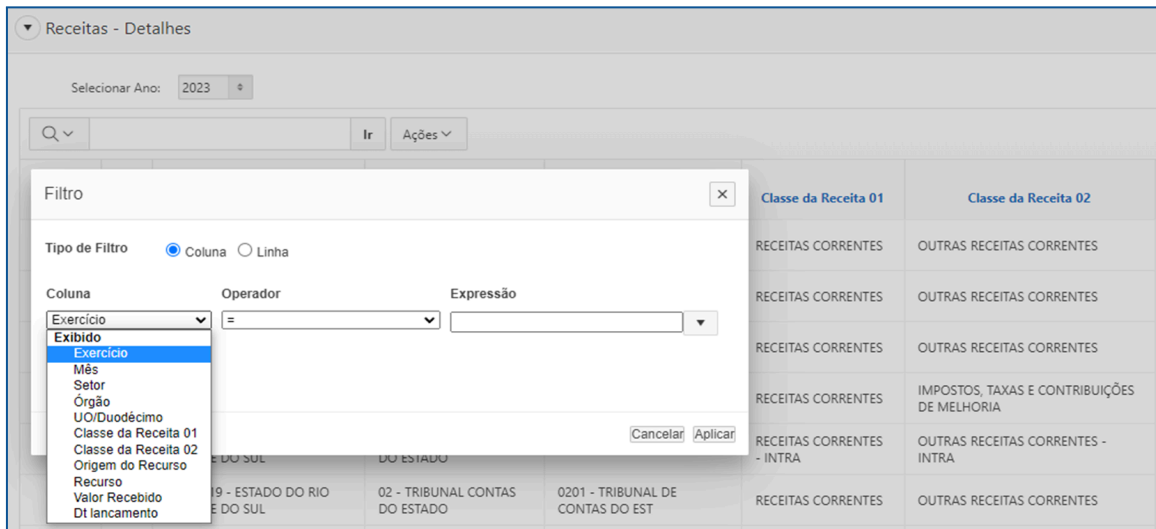 Receitas - Detalhes
Selecionar Ano: 2023
Ir Ações
Filtro
Classe da Receita 01 Classe da Receita 02
Tipo de Filtro Coluna Linha
RECEITAS CORRENTES OUTRAS RECEITAS CORRENTES
Coluna Operador Expressão
RECEITAS CORRENTES OUTRAS RECEITAS CORRENTES
Exercício =
Exibido
Exercício
RECEITAS CORRENTES OUTRAS RECEITAS CORRENTES
Mês
Setor
Órgão
RECEITAS CORRENTES IMPOSTOS, TAXAS E CONTRIBUIÇÕES
DE MELHORIA
UO/Duodécimo
Classe da Receita 01
Cancelar Aplicar
Classe da Receita 02
RECEITAS CORRENTES OUTRAS RECEITAS CORRENTES -
E DO SUL DO ESTADO - INTRA INTRA
Origem do Recurso
Recurso
19 - ESTADO DO RIO 02 - TRIBUNAL CONTAS 0201 - TRIBUNAL DE
Valor Recebido
RECEITAS CORRENTES OUTRAS RECEITAS CORRENTES
E DO SUL DO ESTADO CONTAS DO EST
Dt lancamento